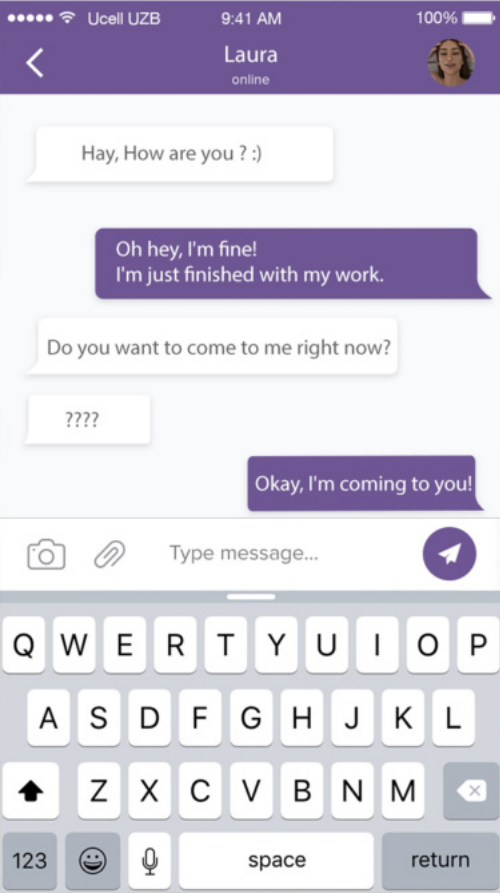 Ucell UZB 9:41 AM 100%
Laura
online
Hay, How are you ? :)
Oh hey, I'm fine!
I'm just finished with my work.
Do you want to come to me right now?
????
Okay, I'm coming to you!
Type message...
Q W E R T Y U I O P
A S D F G H J K L
Z X C V B N M
123 space return